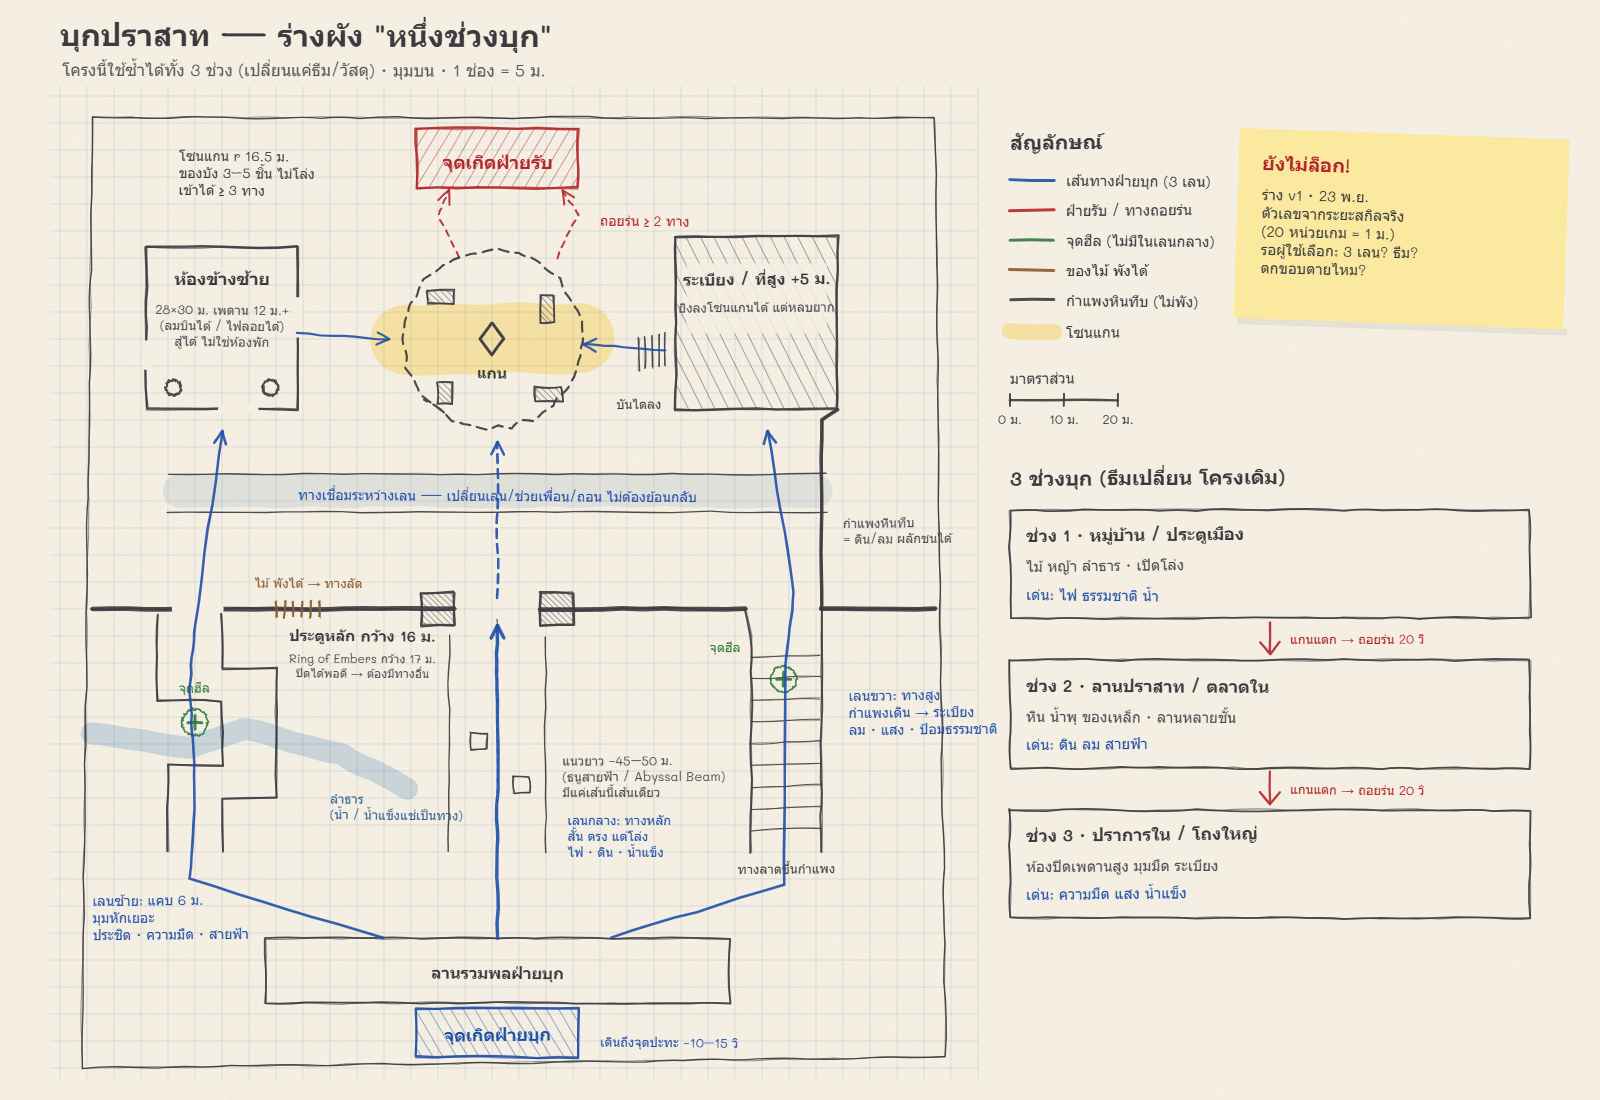 บุกปราสาท — ร่างผัง "หนึ่งช่วงบุก"
โครงนี้ใช้ซ้ำได้ทั้ง 3 ช่วง (เปลี่ยนแค่ธีม/วัสดุ) · มุมบน · 1 ช่อง = 5 ม.
โซนแกน r 16.5 ม.
ของบัง 3–5 ชิ้น ไม่โล่ง
เข้าได้ ≥ 3 ทาง
จุดเกิดฝ่ายรับ
ถอยร่น ≥ 2 ทาง
ห้องข้างซ้าย
28×30 ม. เพดาน 12 ม.+
(ลมบินได้ / ไฟลอยได้)
สู้ได้ ไม่ใช่ห้องพัก
แกน
ระเบียง / ที่สูง +5 ม.
ยิงลงโซนแกนได้ แต่หลบยาก
บันไดลง
ทางเชื่อมระหว่างเลน — เปลี่ยนเลน/ช่วยเพื่อน/ถอน ไม่ต้องย้อนกลับ
กำแพงหินทึบ
= ดิน/ลม ผลักชนได้
ไม้ พังได้ → ทางลัด
ประตูหลัก กว้าง 16 ม.
Ring of Embers กว้าง 17 ม.
ปิดได้พอดี → ต้องมีทางอื่น
จุดฮีล
จุดฮีล
เลนขวา: ทางสูง
กำแพงเดิน → ระเบียง
ลม · แสง · ป้อมธรรมชาติ
แนวยาว ~45–50 ม.
(ธนูสายฟ้า / Abyssal Beam)
มีแค่เส้นนี้เส้นเดียว
ลำธาร
(น้ำ / น้ำแข็งแช่เป็นทาง)
เลนกลาง: ทางหลัก
สั้น ตรง แต่โล่ง
ไฟ · ดิน · น้ำแข็ง
ทางลาดขึ้นกำแพง
เลนซ้าย: แคบ 6 ม.
มุมหักเยอะ
ประชิด · ความมืด · สายฟ้า
ลานรวมพลฝ่ายบุก
จุดเกิดฝ่ายบุก
เดินถึงจุดปะทะ ~10–15 วิ
สัญลักษณ์
เส้นทางฝ่ายบุก (3 เลน)
ฝ่ายรับ / ทางถอยร่น
จุดฮีล (ไม่มีในเลนกลาง)
ของไม้ พังได้
กำแพงหินทึบ (ไม่พัง)
โซนแกน
มาตราส่วน
0 ม. 10 ม. 20 ม.
ยังไม่ล็อก!
ร่าง v1 · 23 พ.ย.
ตัวเลขจากระยะสกิลจริง
(20 หน่วยเกม = 1 ม.)
รอผู้ใช้เลือก: 3 เลน? ธีม?
ตกขอบตายไหม?
3 ช่วงบุก (ธีมเปลี่ยน โครงเดิม)
ช่วง 1 · หมู่บ้าน / ประตูเมือง
ไม้ หญ้า ลำธาร · เปิดโล่ง
เด่น: ไฟ ธรรมชาติ น้ำ
แกนแตก → ถอยร่น 20 วิ
ช่วง 2 · ลานปราสาท / ตลาดใน
หิน น้ำพุ ของเหล็ก · ลานหลายชั้น
เด่น: ดิน ลม สายฟ้า
แกนแตก → ถอยร่น 20 วิ
ช่วง 3 · ปราการใน / โถงใหญ่
ห้องปิดเพดานสูง มุมมืด ระเบียง
เด่น: ความมืด แสง น้ำแข็ง